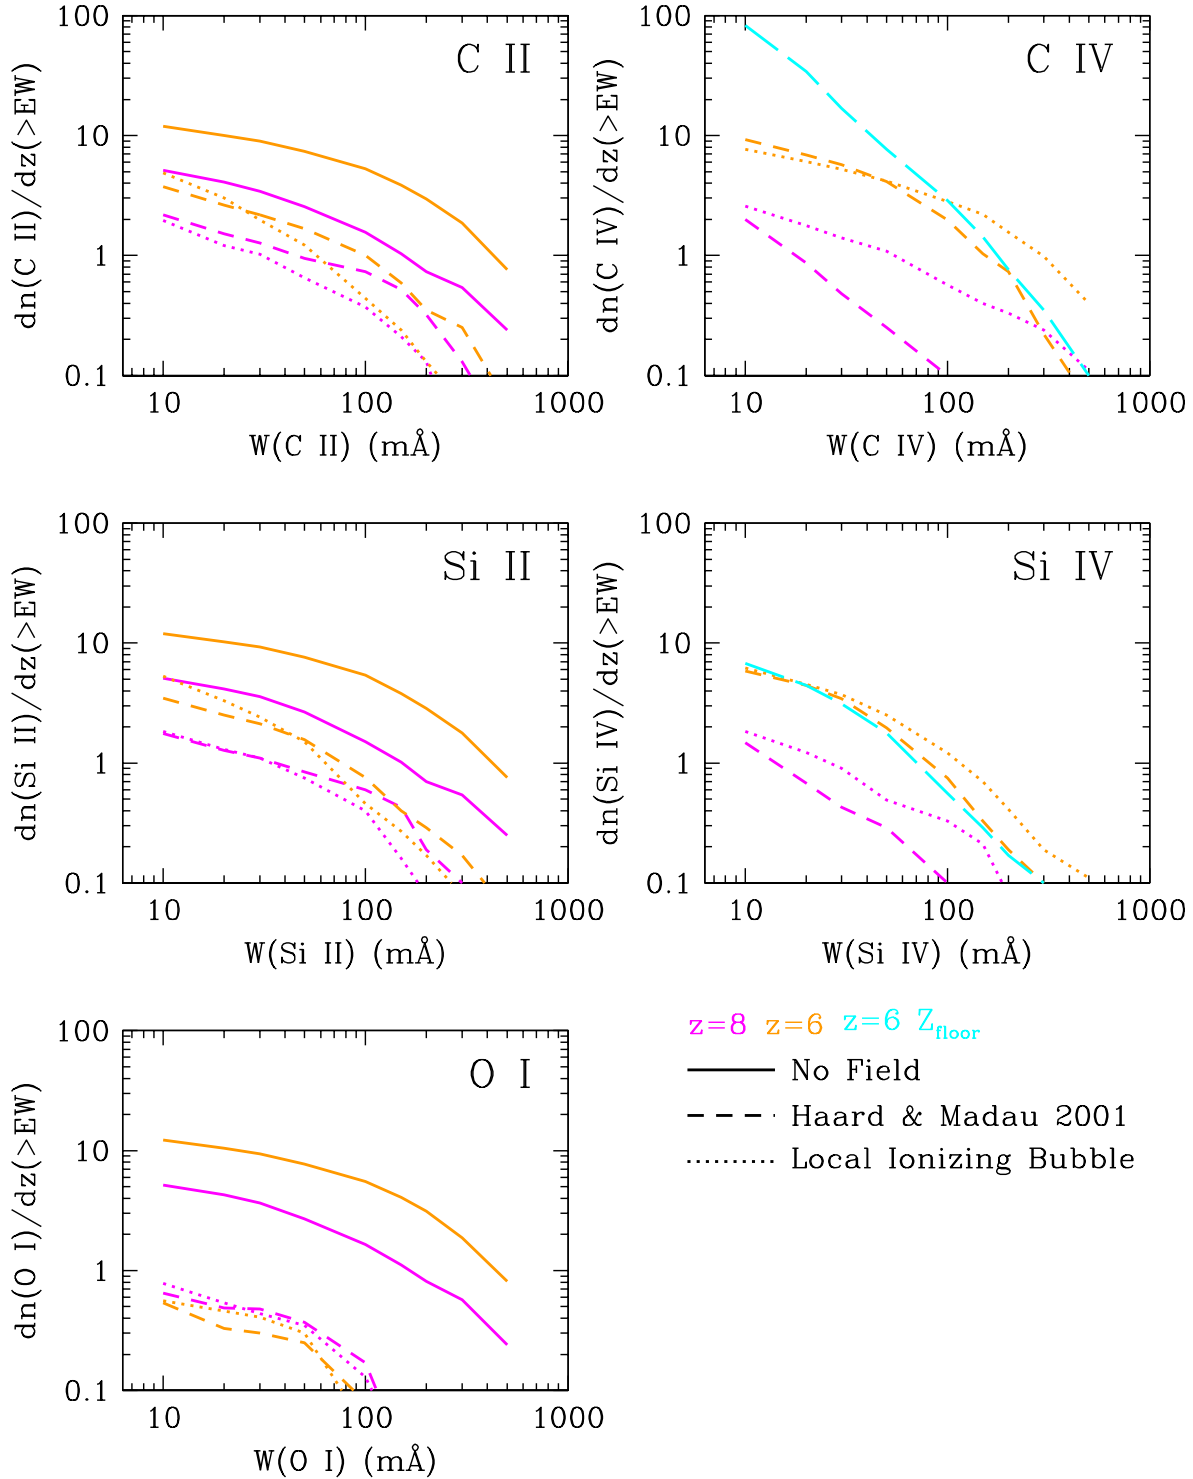 C II
dn(C II)/dz(>EW)
100
10
1
0.1
10 100 1000
W(C II) (mÅ)
C IV
dn(C IV)/dz(>EW)
100
10
1
0.1
10 100 1000
W(C IV) (mÅ)
Si II
dn(Si II)/dz(>EW)
100
10
1
0.1
10 100 1000
W(Si II) (mÅ)
Si IV
dn(Si IV)/dz(>EW)
100
10
1
0.1
10 100 1000
W(Si IV) (mÅ)
O I
dn(O I)/dz(>EW)
100
10
1
0.1
10 100 1000
W(O I) (mÅ)
z=8 z=6 z=6 Zfloor
No Field
Haard & Madau 2001
Local Ionizing Bubble